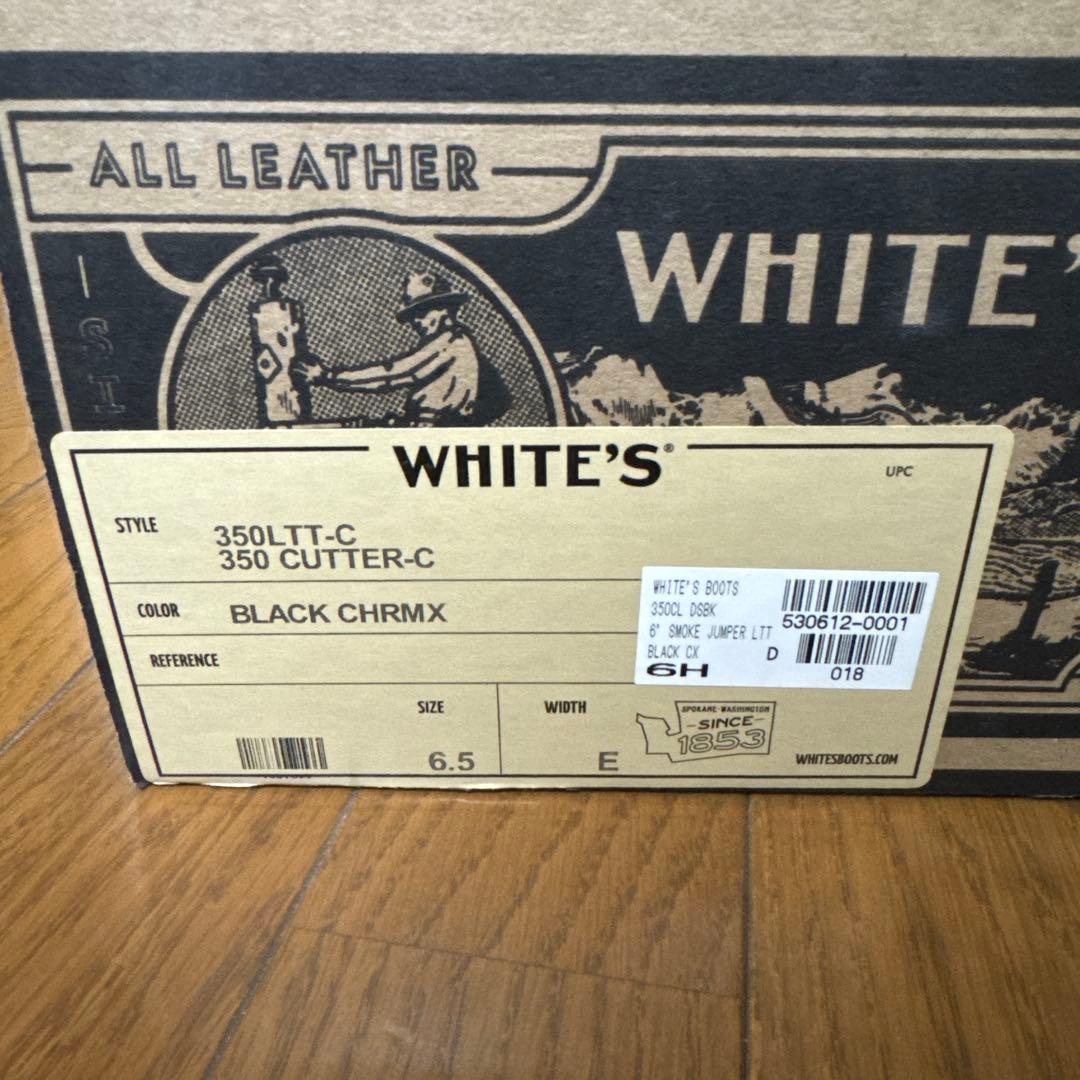 ALL LEATHER
WHITE'
WHITE'S®
UPC
STYLE
350LTT-C
350 CUTTER-C
COLOR
BLACK CHRMX
REFERENCE
SIZE
6.5
WIDTH
E
SPOKANE-WASHINGTON
-SINCE-
1853
WHITESBOOTS.COM
WHITE'S BOOTS
350CL DSBK
6" SMOKE JUMPER LTT
BLACK CX D
6H
530612-0001
018